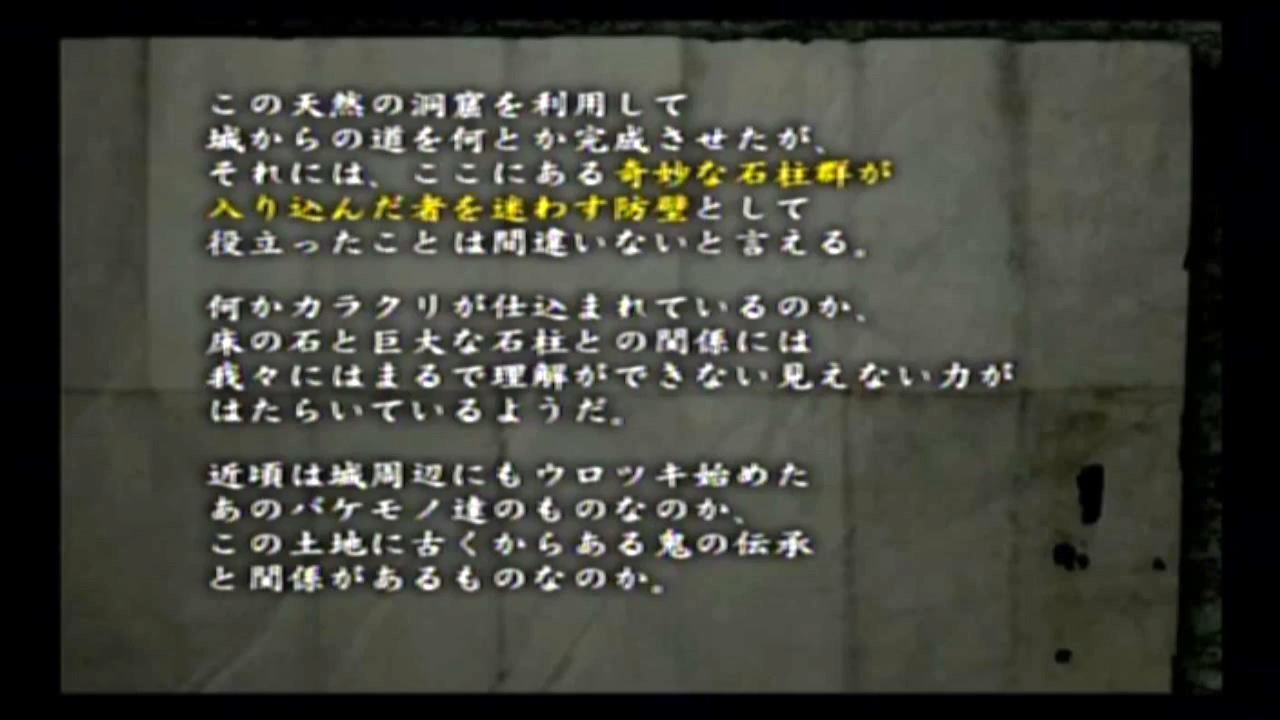 この天然の洞窟を利用して
城からの道を何とか完成させたが、
それには、ここにある奇妙な石柱群が
入り込んだ者を迷わす防壁として
役立ったことは間違いないと言える。
何かカラクリが仕込まれているのか、
床の石と巨大な石柱との関係には
我々にはまるで理解ができない見えない力が
はたらいているようだ。
近頃は城周辺にもウロツキ始めた
あのバケモノ達のものなのか、
この土地に古くからある鬼の伝承
と関係があるものなのか。